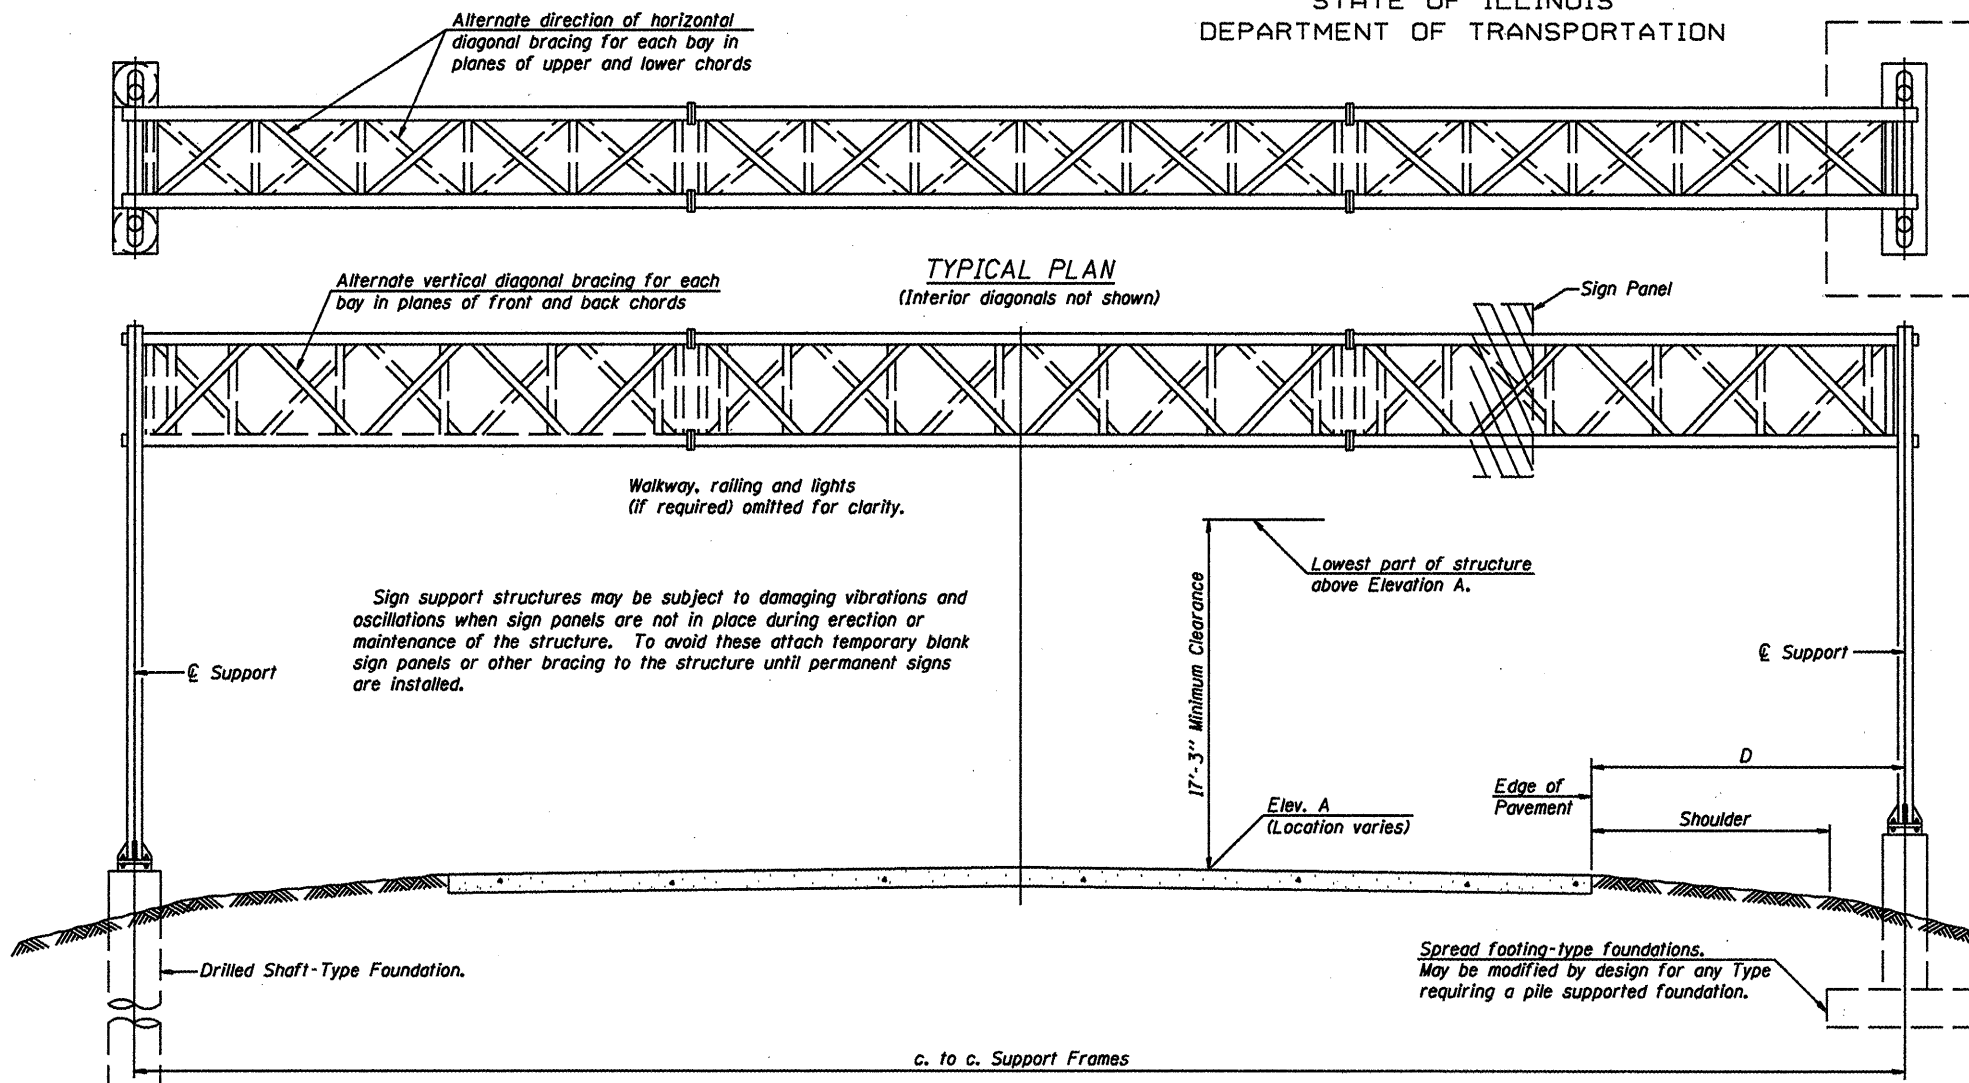 STATE OF ILLINOIS
DEPARTMENT OF TRANSPORTATION
Alternate direction of horizontal
diagonal bracing for each bay in
planes of upper and lower chords
TYPICAL PLAN
(Interior diagonals not shown)
Alternate vertical diagonal bracing for each
bay in planes of front and back chords
Sign Panel
Walkway, railing and lights
(if required) omitted for clarity.
Lowest part of structure
above Elevation A.
17'-3" Minimum Clearance
Sign support structures may be subject to damaging vibrations and
oscillations when sign panels are not in place during erection or
maintenance of the structure. To avoid these attach temporary blank
sign panels or other bracing to the structure until permanent signs
are installed.
℄ Support
℄ Support
D
Edge of
Pavement
Shoulder
Elev. A
(Location varies)
Drilled Shaft-Type Foundation.
Spread footing-type foundations.
May be modified by design for any Type
requiring a pile supported foundation.
c. to c. Support Frames